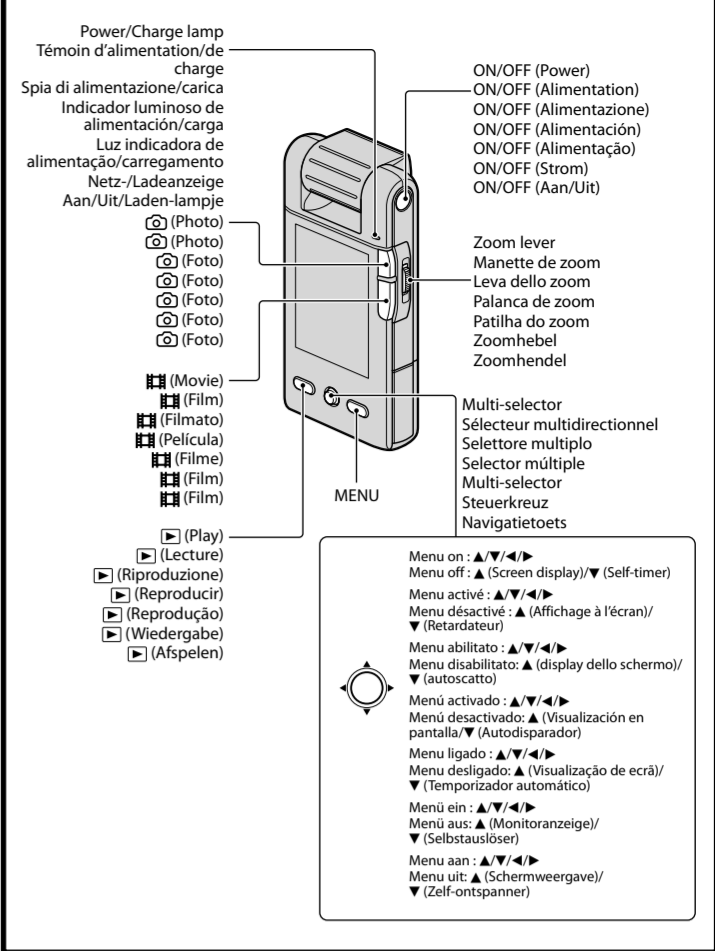 Power/Charge lamp
Témoin d'alimentation/de
charge
Spia di alimentazione/carica
Indicador luminoso de
alimentación/carga
Luz indicadora de
alimentação/carregamento
Netz-/Ladeanzeige
Aan/Uit/Laden-lampje
(Photo)
(Photo)
(Foto)
(Foto)
(Foto)
(Foto)
(Foto)
(Movie)
(Film)
(Filmato)
(Película)
(Filme)
(Film)
(Film)
(Play)
(Lecture)
(Riproduzione)
(Reproducir)
(Reprodução)
(Wiedergabe)
(Afspelen)
MENU
ON/OFF (Power)
ON/OFF (Alimentation)
ON/OFF (Alimentazione)
ON/OFF (Alimentación)
ON/OFF (Alimentação)
ON/OFF (Strom)
ON/OFF (Aan/Uit)
Zoom lever
Manette de zoom
Leva dello zoom
Palanca de zoom
Patilha do zoom
Zoomhebel
Zoomhendel
Multi-selector
Sélecteur multidirectionnel
Selettore multiplo
Selector múltiple
Multi-selector
Steuerkreuz
Navigatietoets
Menu on : ▲/▼/◀/▶
Menu off : ▲ (Screen display)/▼ (Self-timer)
Menu activé : ▲/▼/◀/▶
Menu désactivé : ▲ (Affichage à l'écran)/
▼ (Retardateur)
Menu abilitato : ▲/▼/◀/▶
Menu disabilitato: ▲ (display dello schermo)/
▼ (autoscatto)
Menú activado : ▲/▼/◀/▶
Menú desactivado: ▲ (Visualización en
pantalla/▼ (Autodisparador)
Menu ligado : ▲/▼/◀/▶
Menu desligado: ▲ (Visualização de ecrã)/
▼ (Temporizador automático)
Menü ein : ▲/▼/◀/▶
Menü aus: ▲ (Monitoranzeige)/
▼ (Selbstauslöser)
Menu aan : ▲/▼/◀/▶
Menu uit: ▲ (Schermweergave)/
▼ (Zelf-ontspanner)